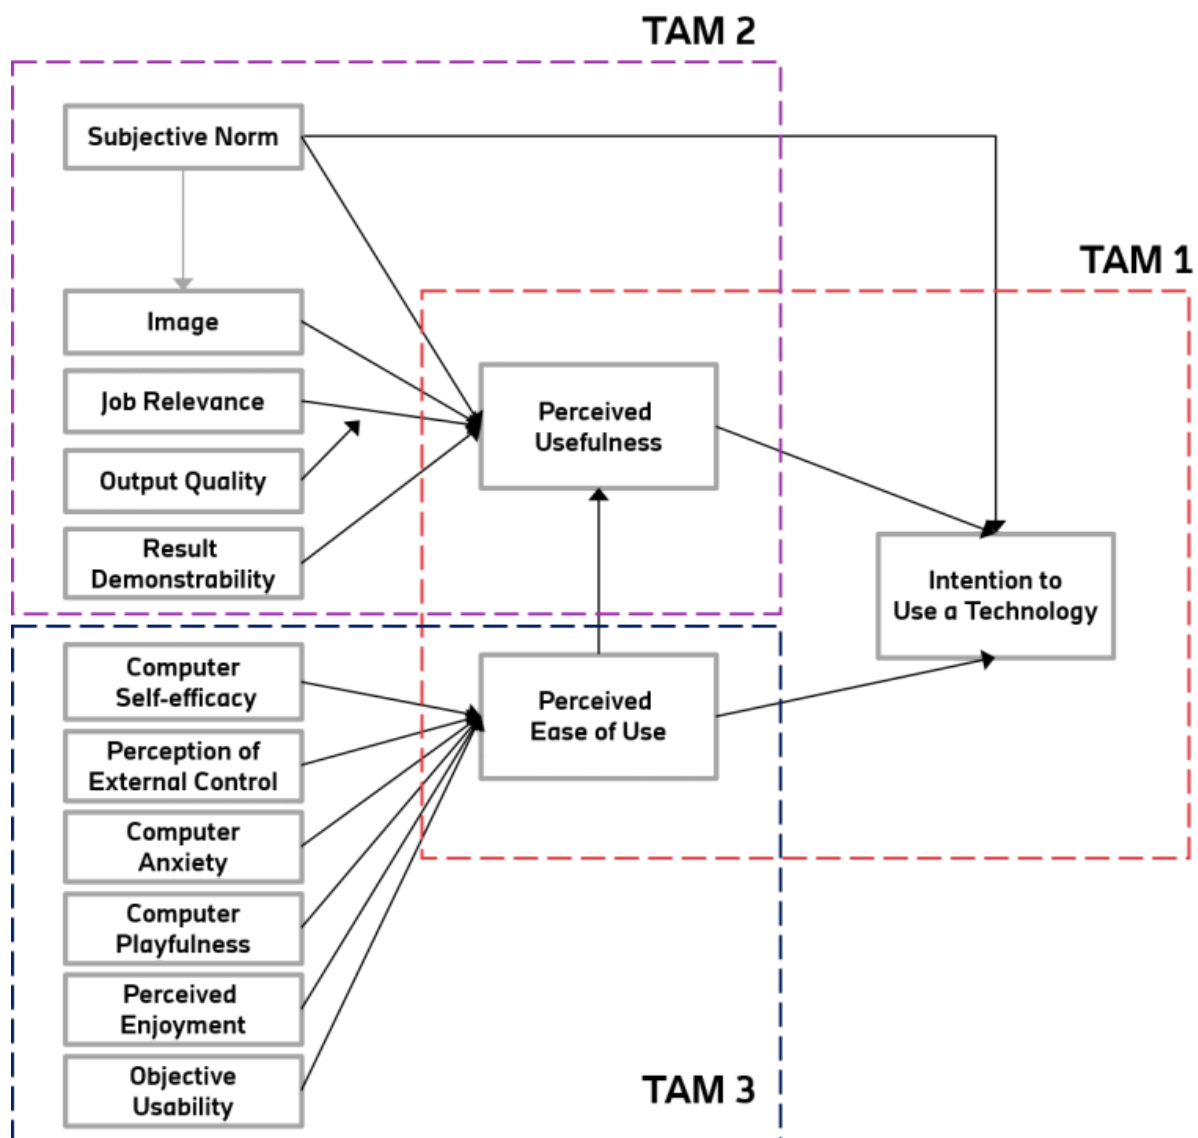 TAM 2
Subjective Norm
TAM 1
Image
Job Relevance
Output Quality
Result
Demonstrability
Perceived
Usefulness
Intention to
Use a Technology
Computer
Self-efficacy
Perception of
External Control
Computer
Anxiety
Computer
Playfulness
Perceived
Enjoyment
Objective
Usability
Perceived
Ease of Use
TAM 3